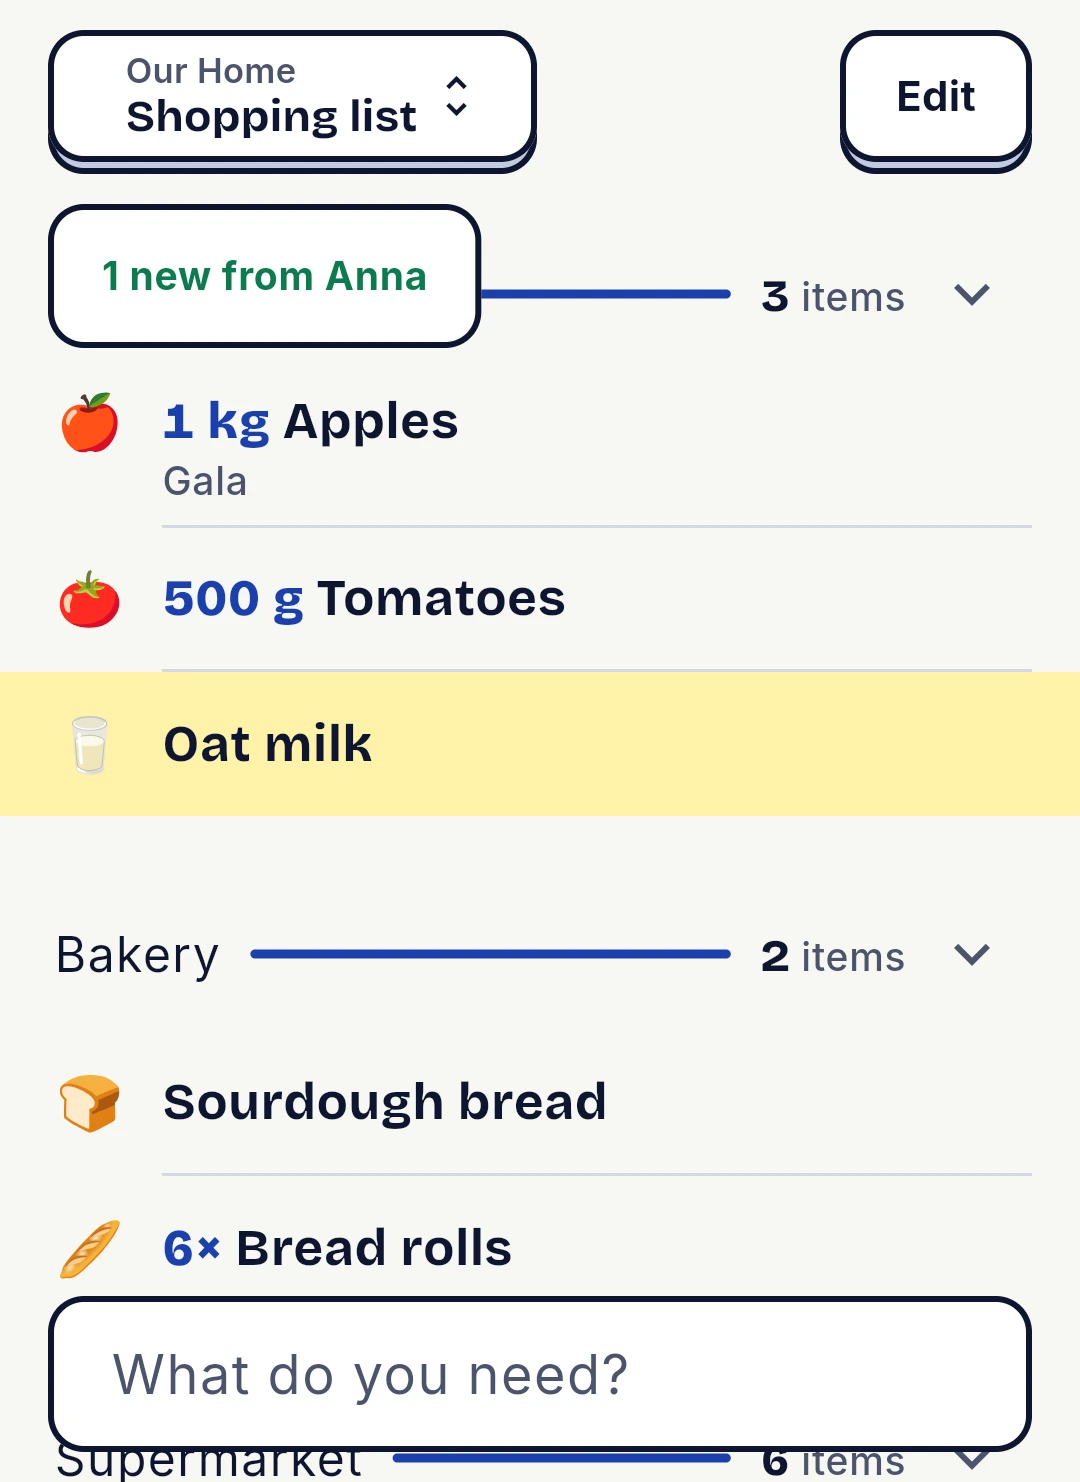 Our Home
Shopping list
Edit
1 new from Anna
3 items
1 kg Apples
Gala
500 g Tomatoes
Oat milk
Bakery
2 items
Sourdough bread
6× Bread rolls
What do you need?
Supermarket
6 items